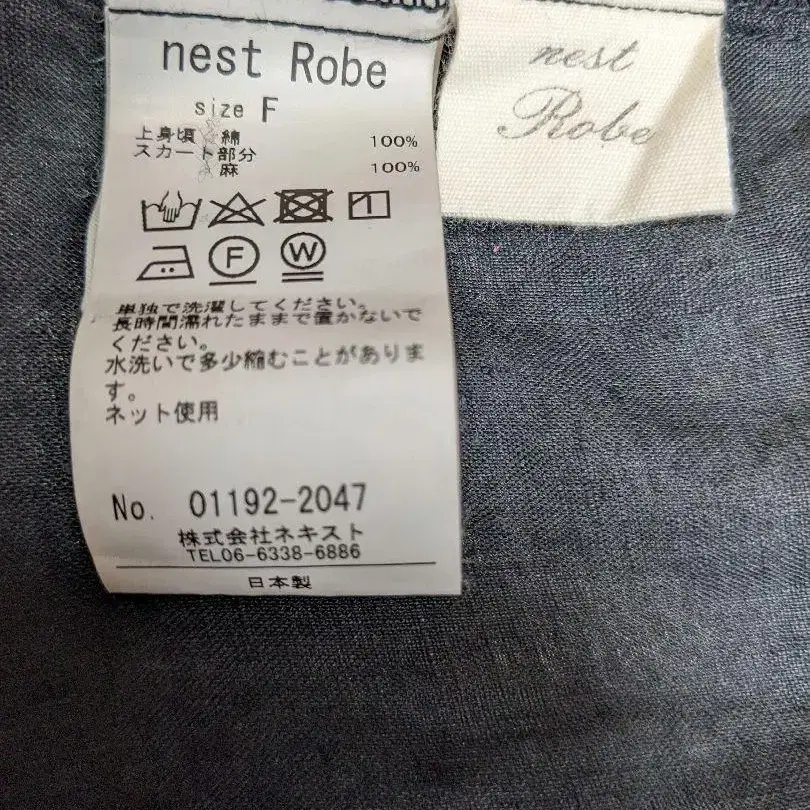 nest Robe
size F
上身頃 綿 100%
スカート部分
麻 100%
F W
単独で洗濯してください。
長時間濡れたままで置かないで
ください。
水洗いで多少縮むことがありま
す。
ネット使用
No. 01192-2047
株式会社ネキスト
TEL06-6338-6886
日本製
nest
Robe